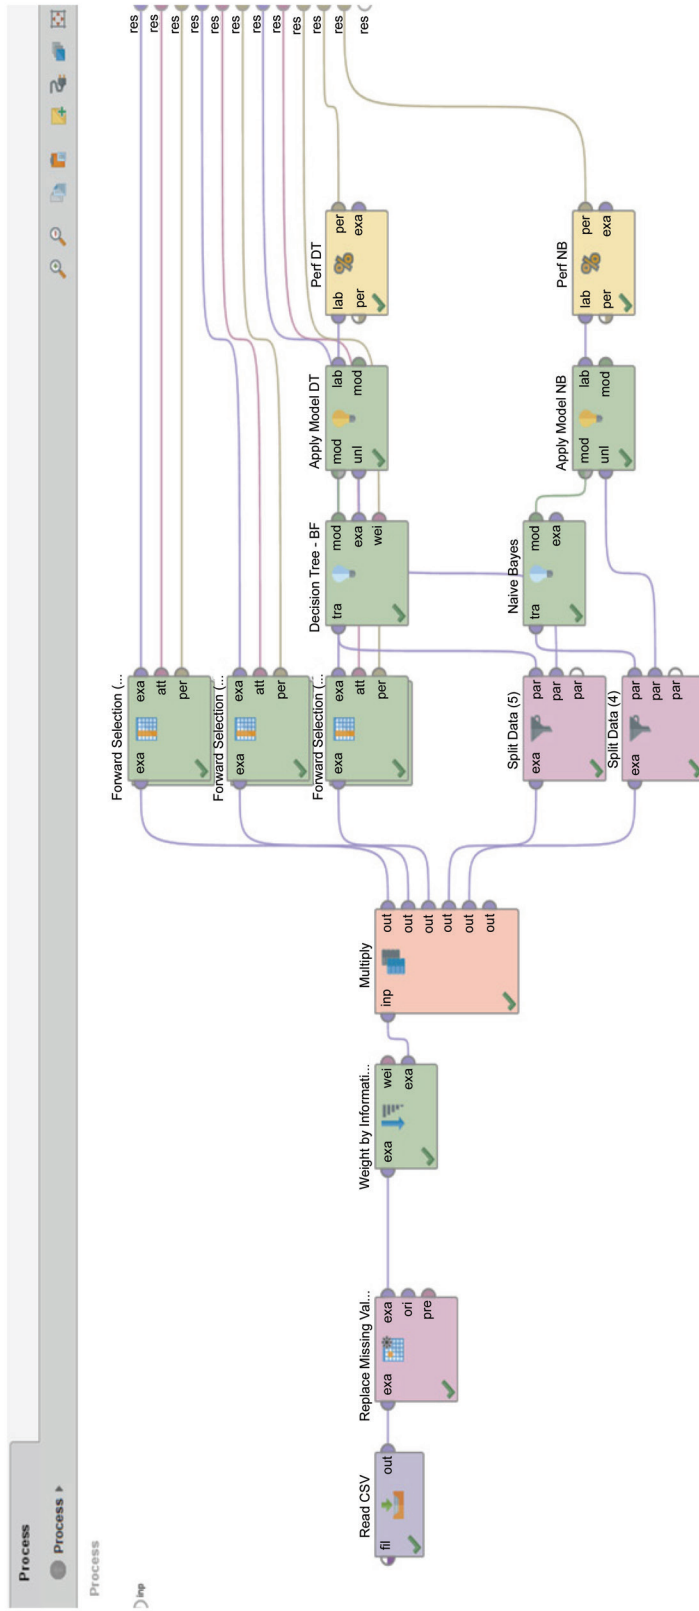 Process
Process
Process
inp
Read CSV
fil
out
Replace Missing Val...
exa
exa
ori
pre
Weight by Informati...
exa
wei
exa
Multiply
inp
out
out
out
out
out
out
Forward Selection (...
exa
exa
att
per
Forward Selection (...
exa
exa
att
per
Forward Selection (...
exa
exa
att
per
Split Data (5)
exa
par
par
par
Split Data (4)
exa
par
par
par
Decision Tree - BF
tra
mod
exa
wei
Naive Bayes
tra
mod
exa
Apply Model DT
mod
unl
lab
mod
Apply Model NB
mod
unl
lab
mod
Perf DT
lab
per
per
exa
Perf NB
lab
per
per
exa
res
res
res
res
res
res
res
res
res
res
res
res